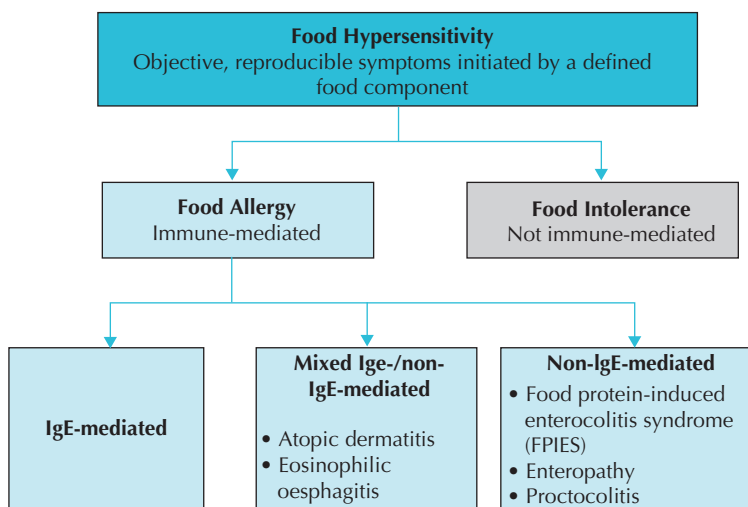 Food Hypersensitivity
Objective, reproducible symptoms initiated by a defined
food component
Food Allergy
Immune-mediated
Food Intolerance
Not immune-mediated
IgE-mediated
Mixed Ige-/non-
IgE-mediated
• Atopic dermatitis
• Eosinophilic
oesphagitis
Non-IgE-mediated
• Food protein-induced
enterocolitis syndrome
(FPIES)
• Enteropathy
• Proctocolitis